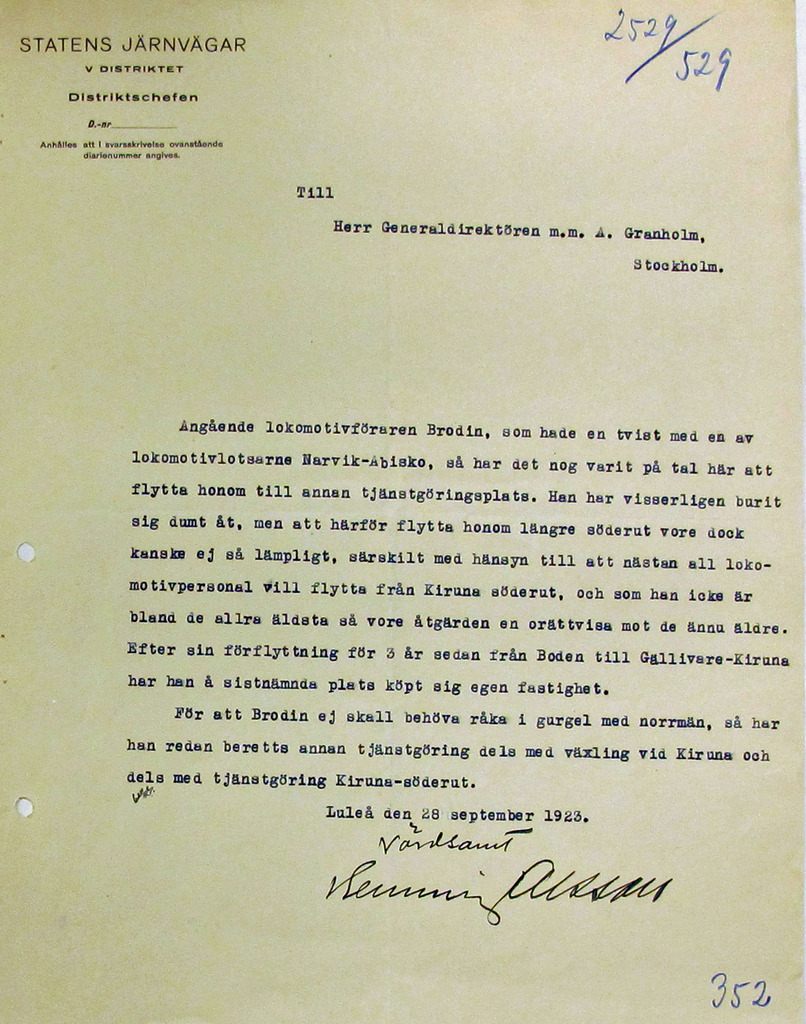 STATENS JÄRNVÄGAR
V DISTRIKTET
Distriktschefen
D.-nr
Anhålles att i svarsskrivelse ovanstående
diarienummer angives.
2529/529
Till
Herr Generaldirektören m.m. A. Granholm,
Stockholm.
Angående lokomotivföraren Brodin, som hade en tvist med en av
lokomotivlotsarne Narvik-Abisko, så har det nog varit på tal här att
flytta honom till annan tjänstgöringsplats. Han har visserligen burit
sig dumt åt, men att härför flytta honom längre söderut vore dock
kanske ej så lämpligt, särskilt med hänsyn till att nästan all loko-
motivpersonal vill flytta från Kiruna söderut, och som han icke är
bland de allra äldsta så vore åtgärden en orättvisa mot de ännu äldre.
Efter sin förflyttning för 3 år sedan från Boden till Gällivare-Kiruna
har han å sistnämnda plats köpt sig egen fastighet.
För att Brodin ej skall behöva råka i gurgel med norrmän, så har
han redan beretts annan tjänstgöring dels med växling vid Kiruna och
dels med tjänstgöring Kiruna-söderut.
Luleå den 28 september 1923.
Vördsamt
352